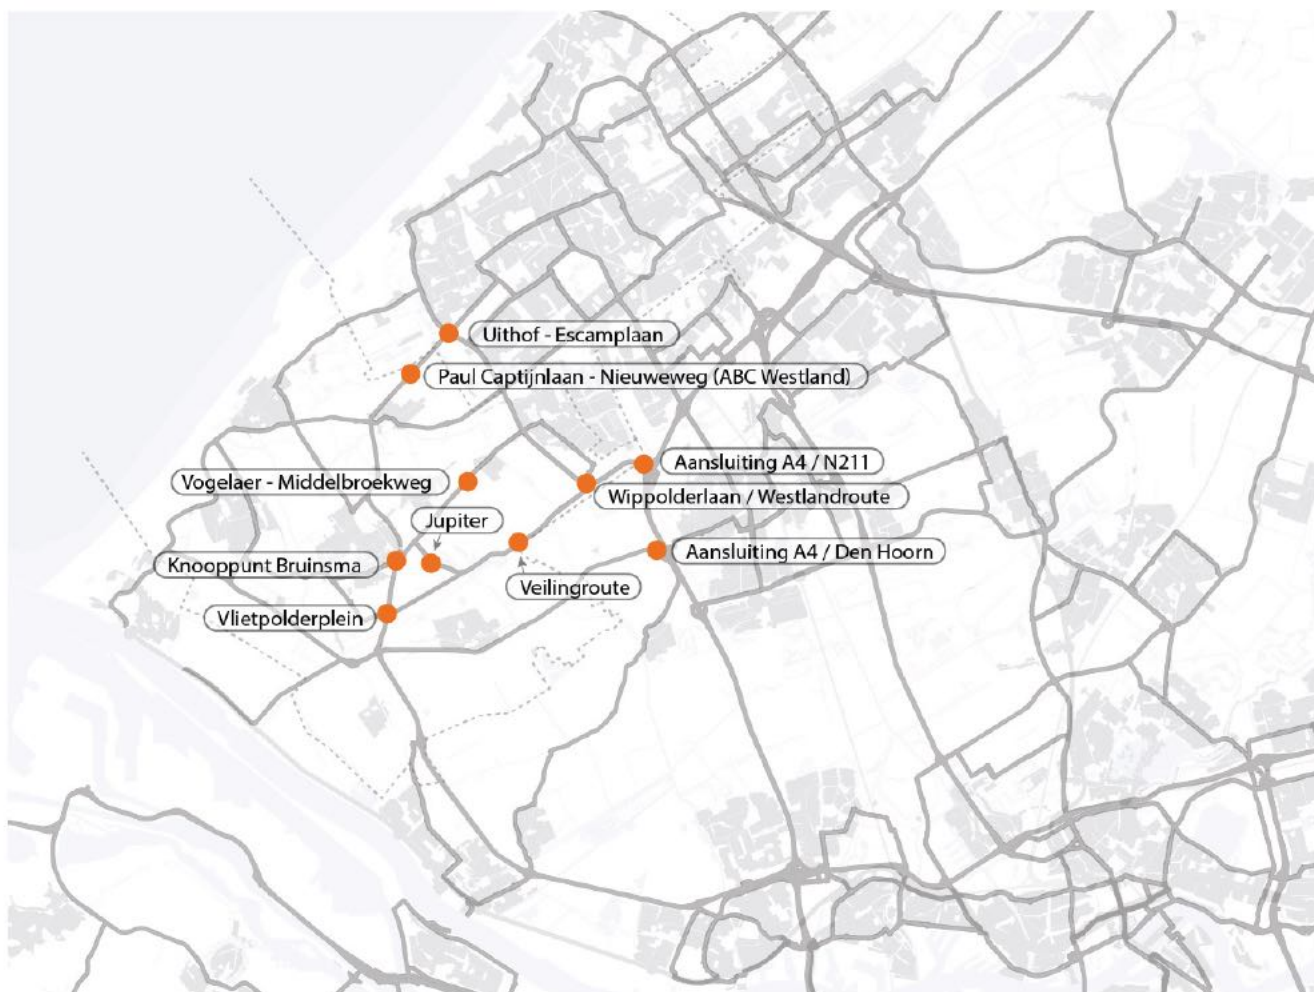 Uithof - Escamplaan
Paul Captijnlaan - Nieuweweg (ABC Westland)
Aansluiting A4 / N211
Vogelaer - Middelbroekweg
Wippolderlaan / Westlandroute
Jupiter
Aansluiting A4 / Den Hoorn
Knooppunt Bruinsma
Veilingroute
Vlietpolderplein